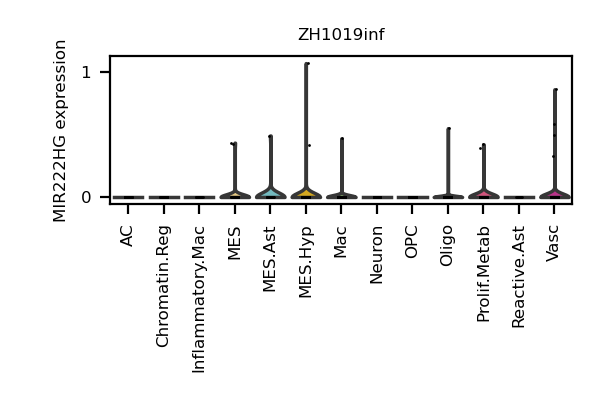 ZH1019inf
MIR222HG expression
1
0
AC
Chromatin.Reg
Inflammatory.Mac
MES
MES.Ast
MES.Hyp
Mac
Neuron
OPC
Oligo
Prolif.Metab
Reactive.Ast
Vasc